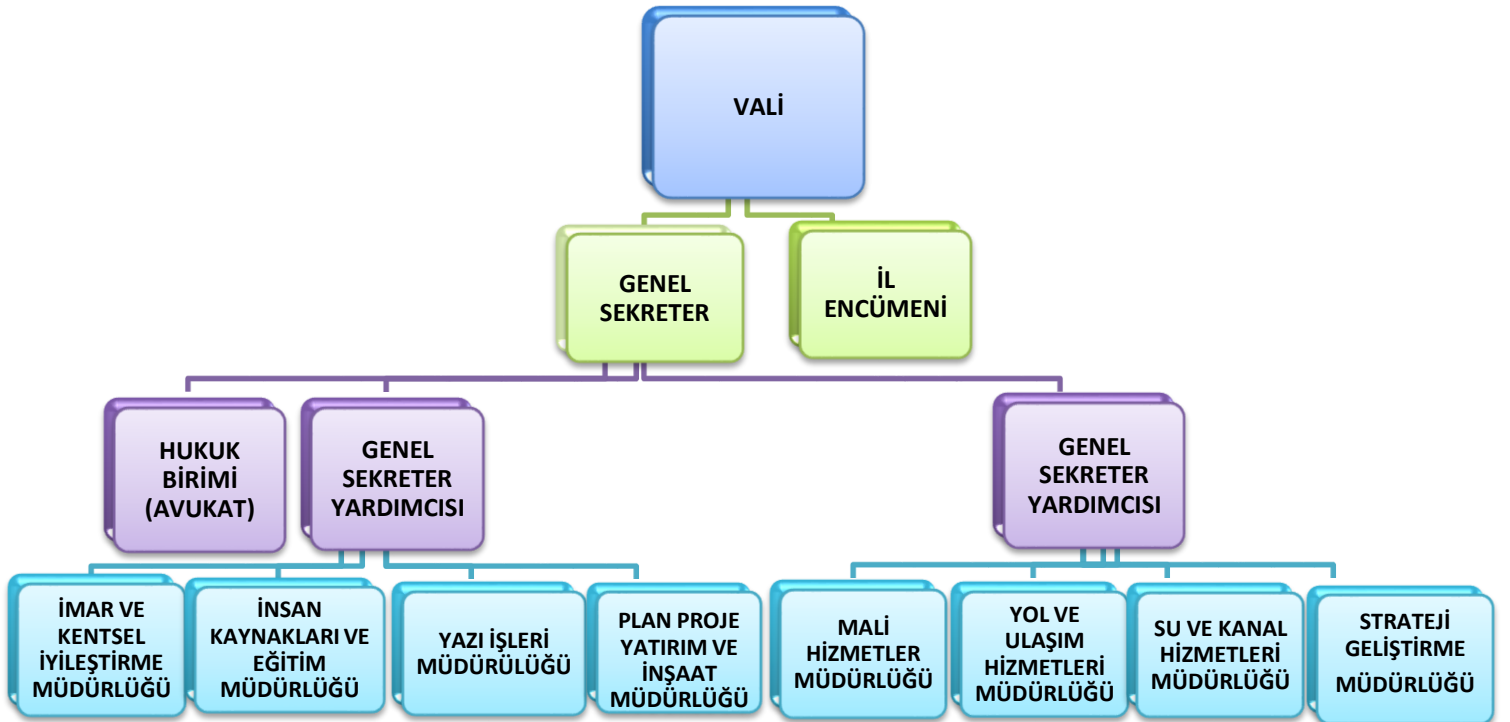 VALİ
GENEL
SEKRETER
İL
ENCÜMENİ
HUKUK
BİRİMİ
(AVUKAT)
GENEL
SEKRETER
YARDIMCISI
GENEL
SEKRETER
YARDIMCISI
İMAR VE
KENTSEL
İYİLEŞTİRME
MÜDÜRLÜĞÜ
İNSAN
KAYNAKLARI VE
EĞİTİM
MÜDÜRLÜĞÜ
YAZI İŞLERİ
MÜDÜRÜLÜĞÜ
PLAN PROJE
YATIRIM VE
İNŞAAT
MÜDÜRLÜĞÜ
MALİ
HİZMETLER
MÜDÜRLÜĞÜ
YOL VE
ULAŞIM
HİZMETLERİ
MÜDÜRLÜĞÜ
SU VE KANAL
HİZMETLERİ
MÜDÜRLÜĞÜ
STRATEJİ
GELİŞTİRME
MÜDÜRLÜĞÜ